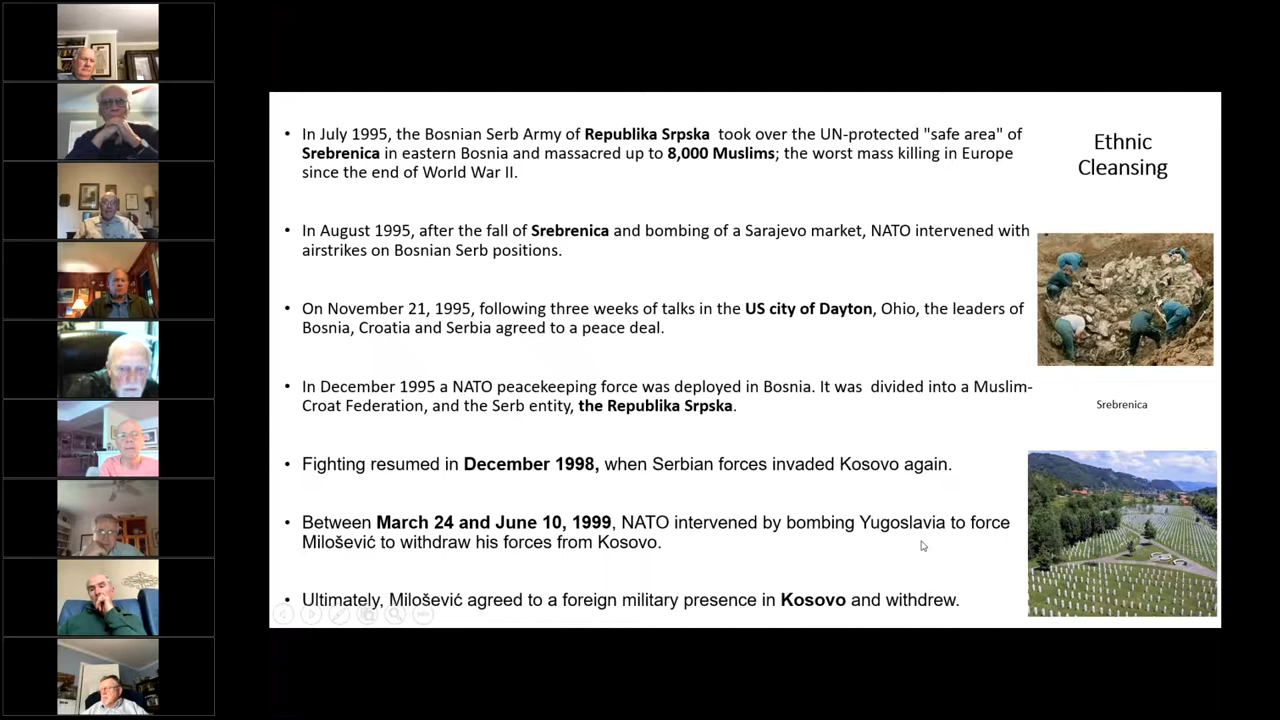 • In July 1995, the Bosnian Serb Army of Republika Srpska took over the UN-protected "safe area" of
Srebrenica in eastern Bosnia and massacred up to 8,000 Muslims; the worst mass killing in Europe
since the end of World War II.
• In August 1995, after the fall of Srebrenica and bombing of a Sarajevo market, NATO intervened with
airstrikes on Bosnian Serb positions.
• On November 21, 1995, following three weeks of talks in the US city of Dayton, Ohio, the leaders of
Bosnia, Croatia and Serbia agreed to a peace deal.
• In December 1995 a NATO peacekeeping force was deployed in Bosnia. It was divided into a Muslim-
Croat Federation, and the Serb entity, the Republika Srpska.
• Fighting resumed in December 1998, when Serbian forces invaded Kosovo again.
• Between March 24 and June 10, 1999, NATO intervened by bombing Yugoslavia to force
Milošević to withdraw his forces from Kosovo.
• Ultimately, Milošević agreed to a foreign military presence in Kosovo and withdrew.
Ethnic
Cleansing
Srebrenica